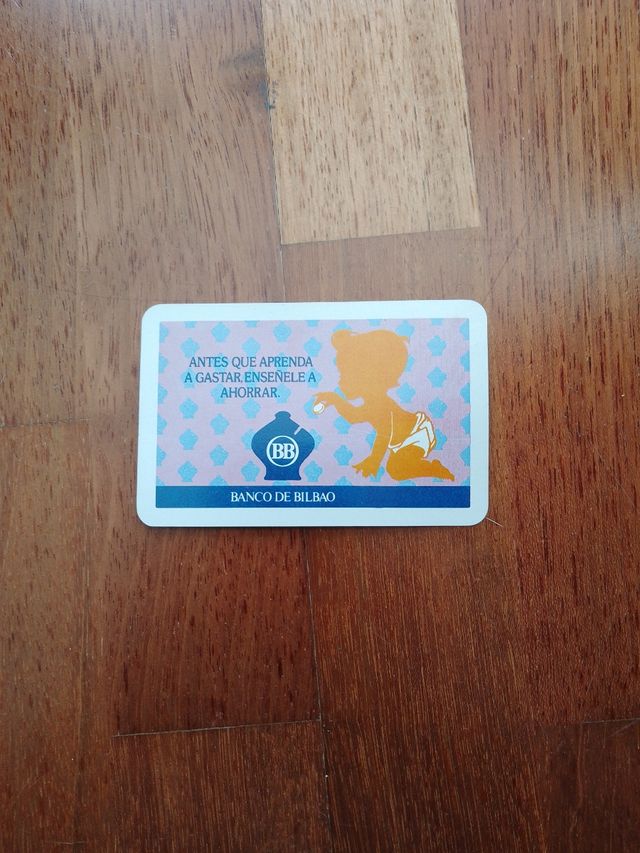 ANTES QUE APRENDA
A GASTAR, ENSEÑELE A
AHORRAR.
BB
BANCO DE BILBAO